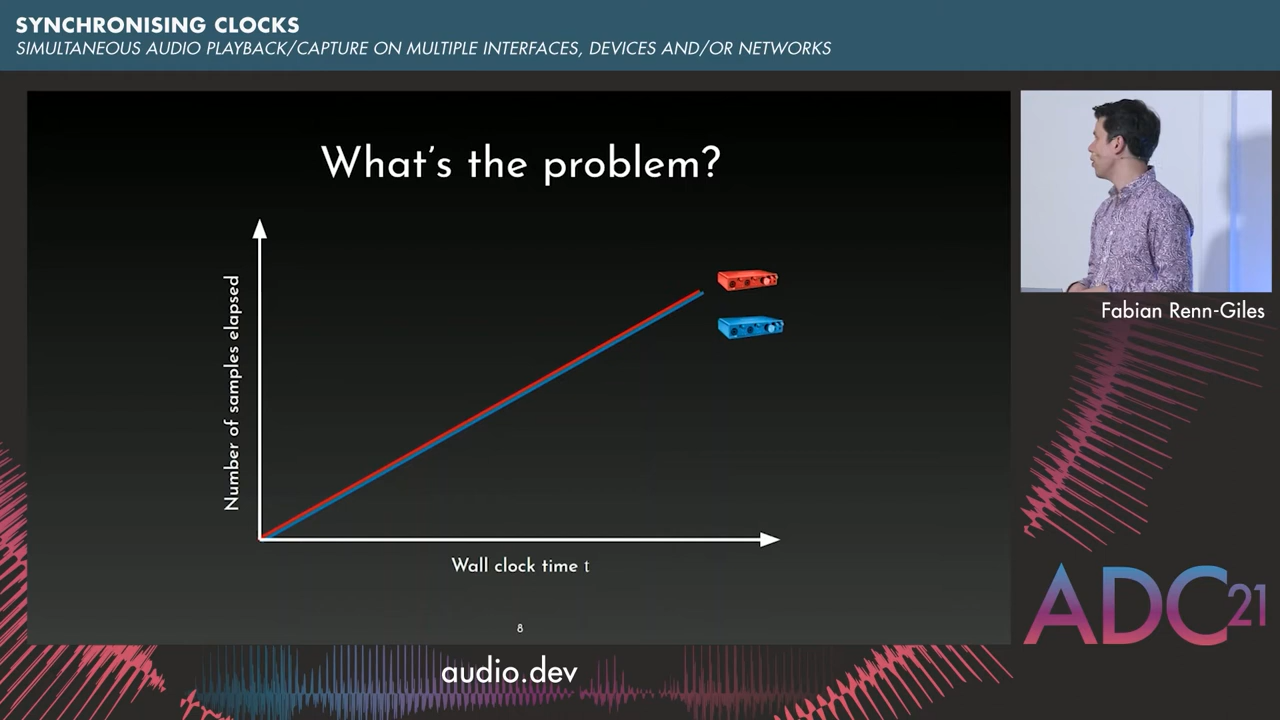 SYNCHRONISING CLOCKS
SIMULTANEOUS AUDIO PLAYBACK/CAPTURE ON MULTIPLE INTERFACES, DEVICES AND/OR NETWORKS
What's the problem?
Number of samples elapsed
Wall clock time t
8
Fabian Renn-Giles
ADC21
audio.dev